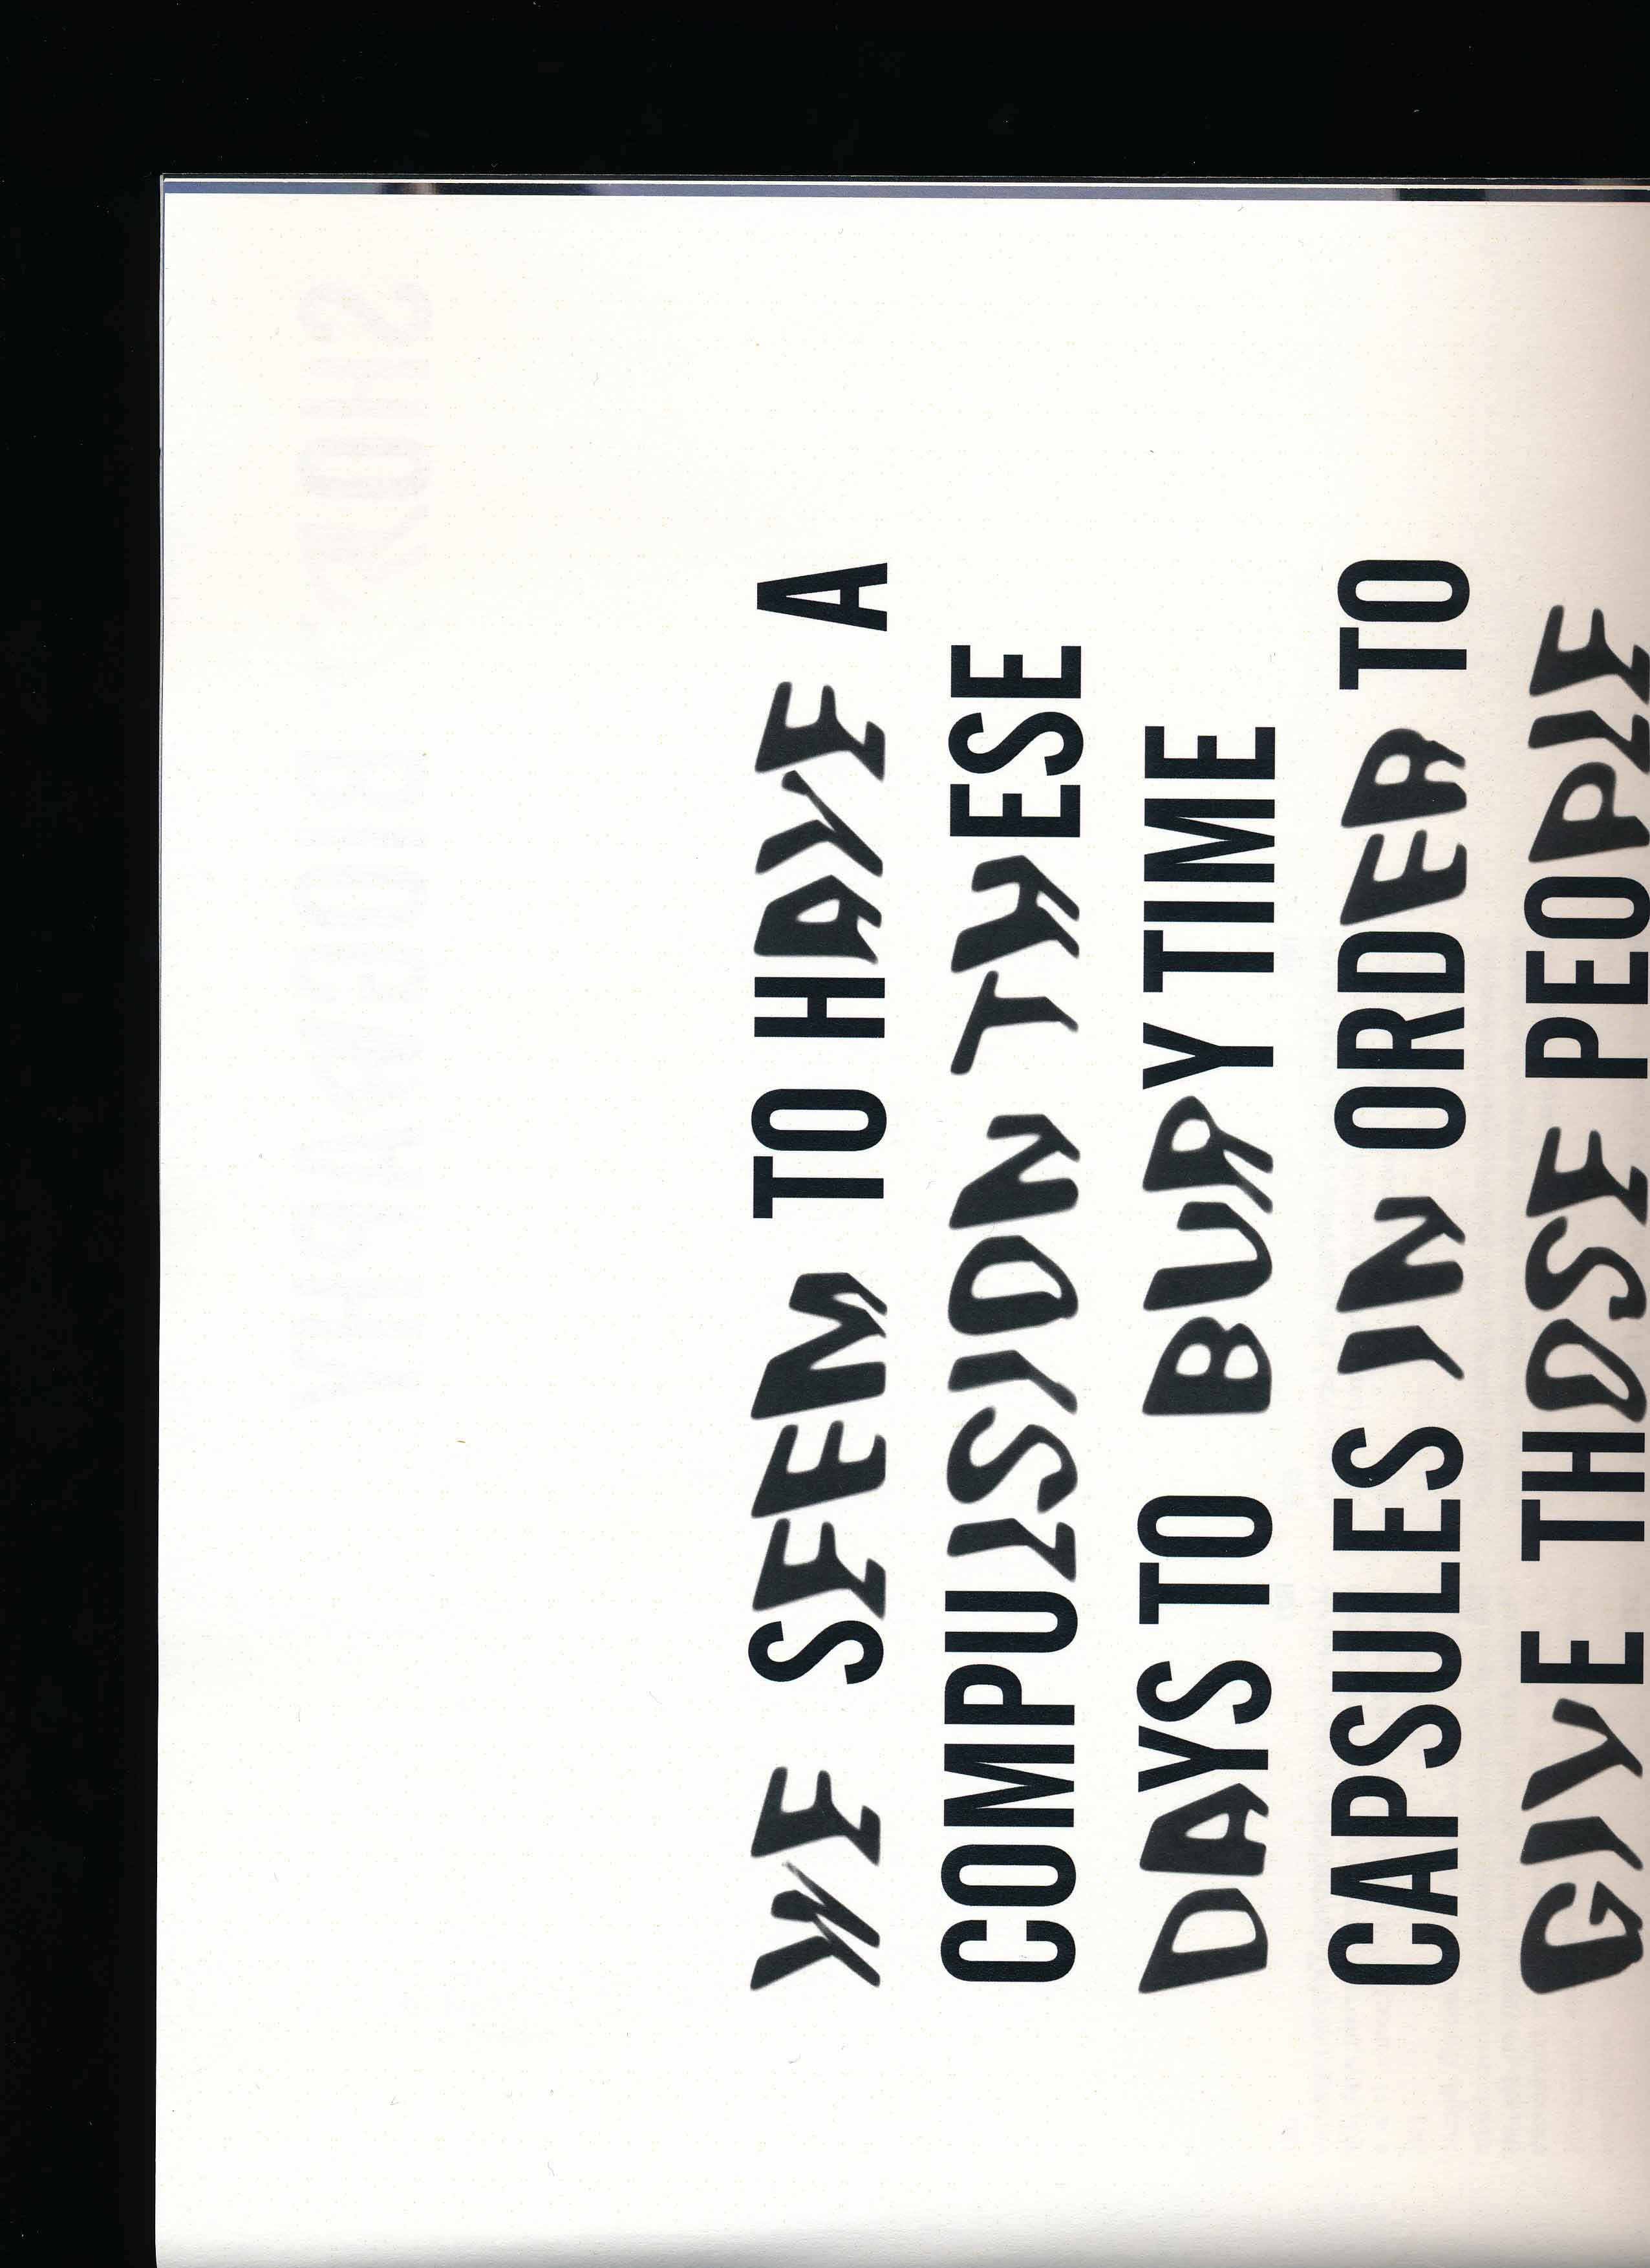 WE SEEM TO HAVE A
COMPULSION THESE
DAYS TO BURY TIME
CAPSULES IN ORDER TO
GIVE THOSE PEOPLE